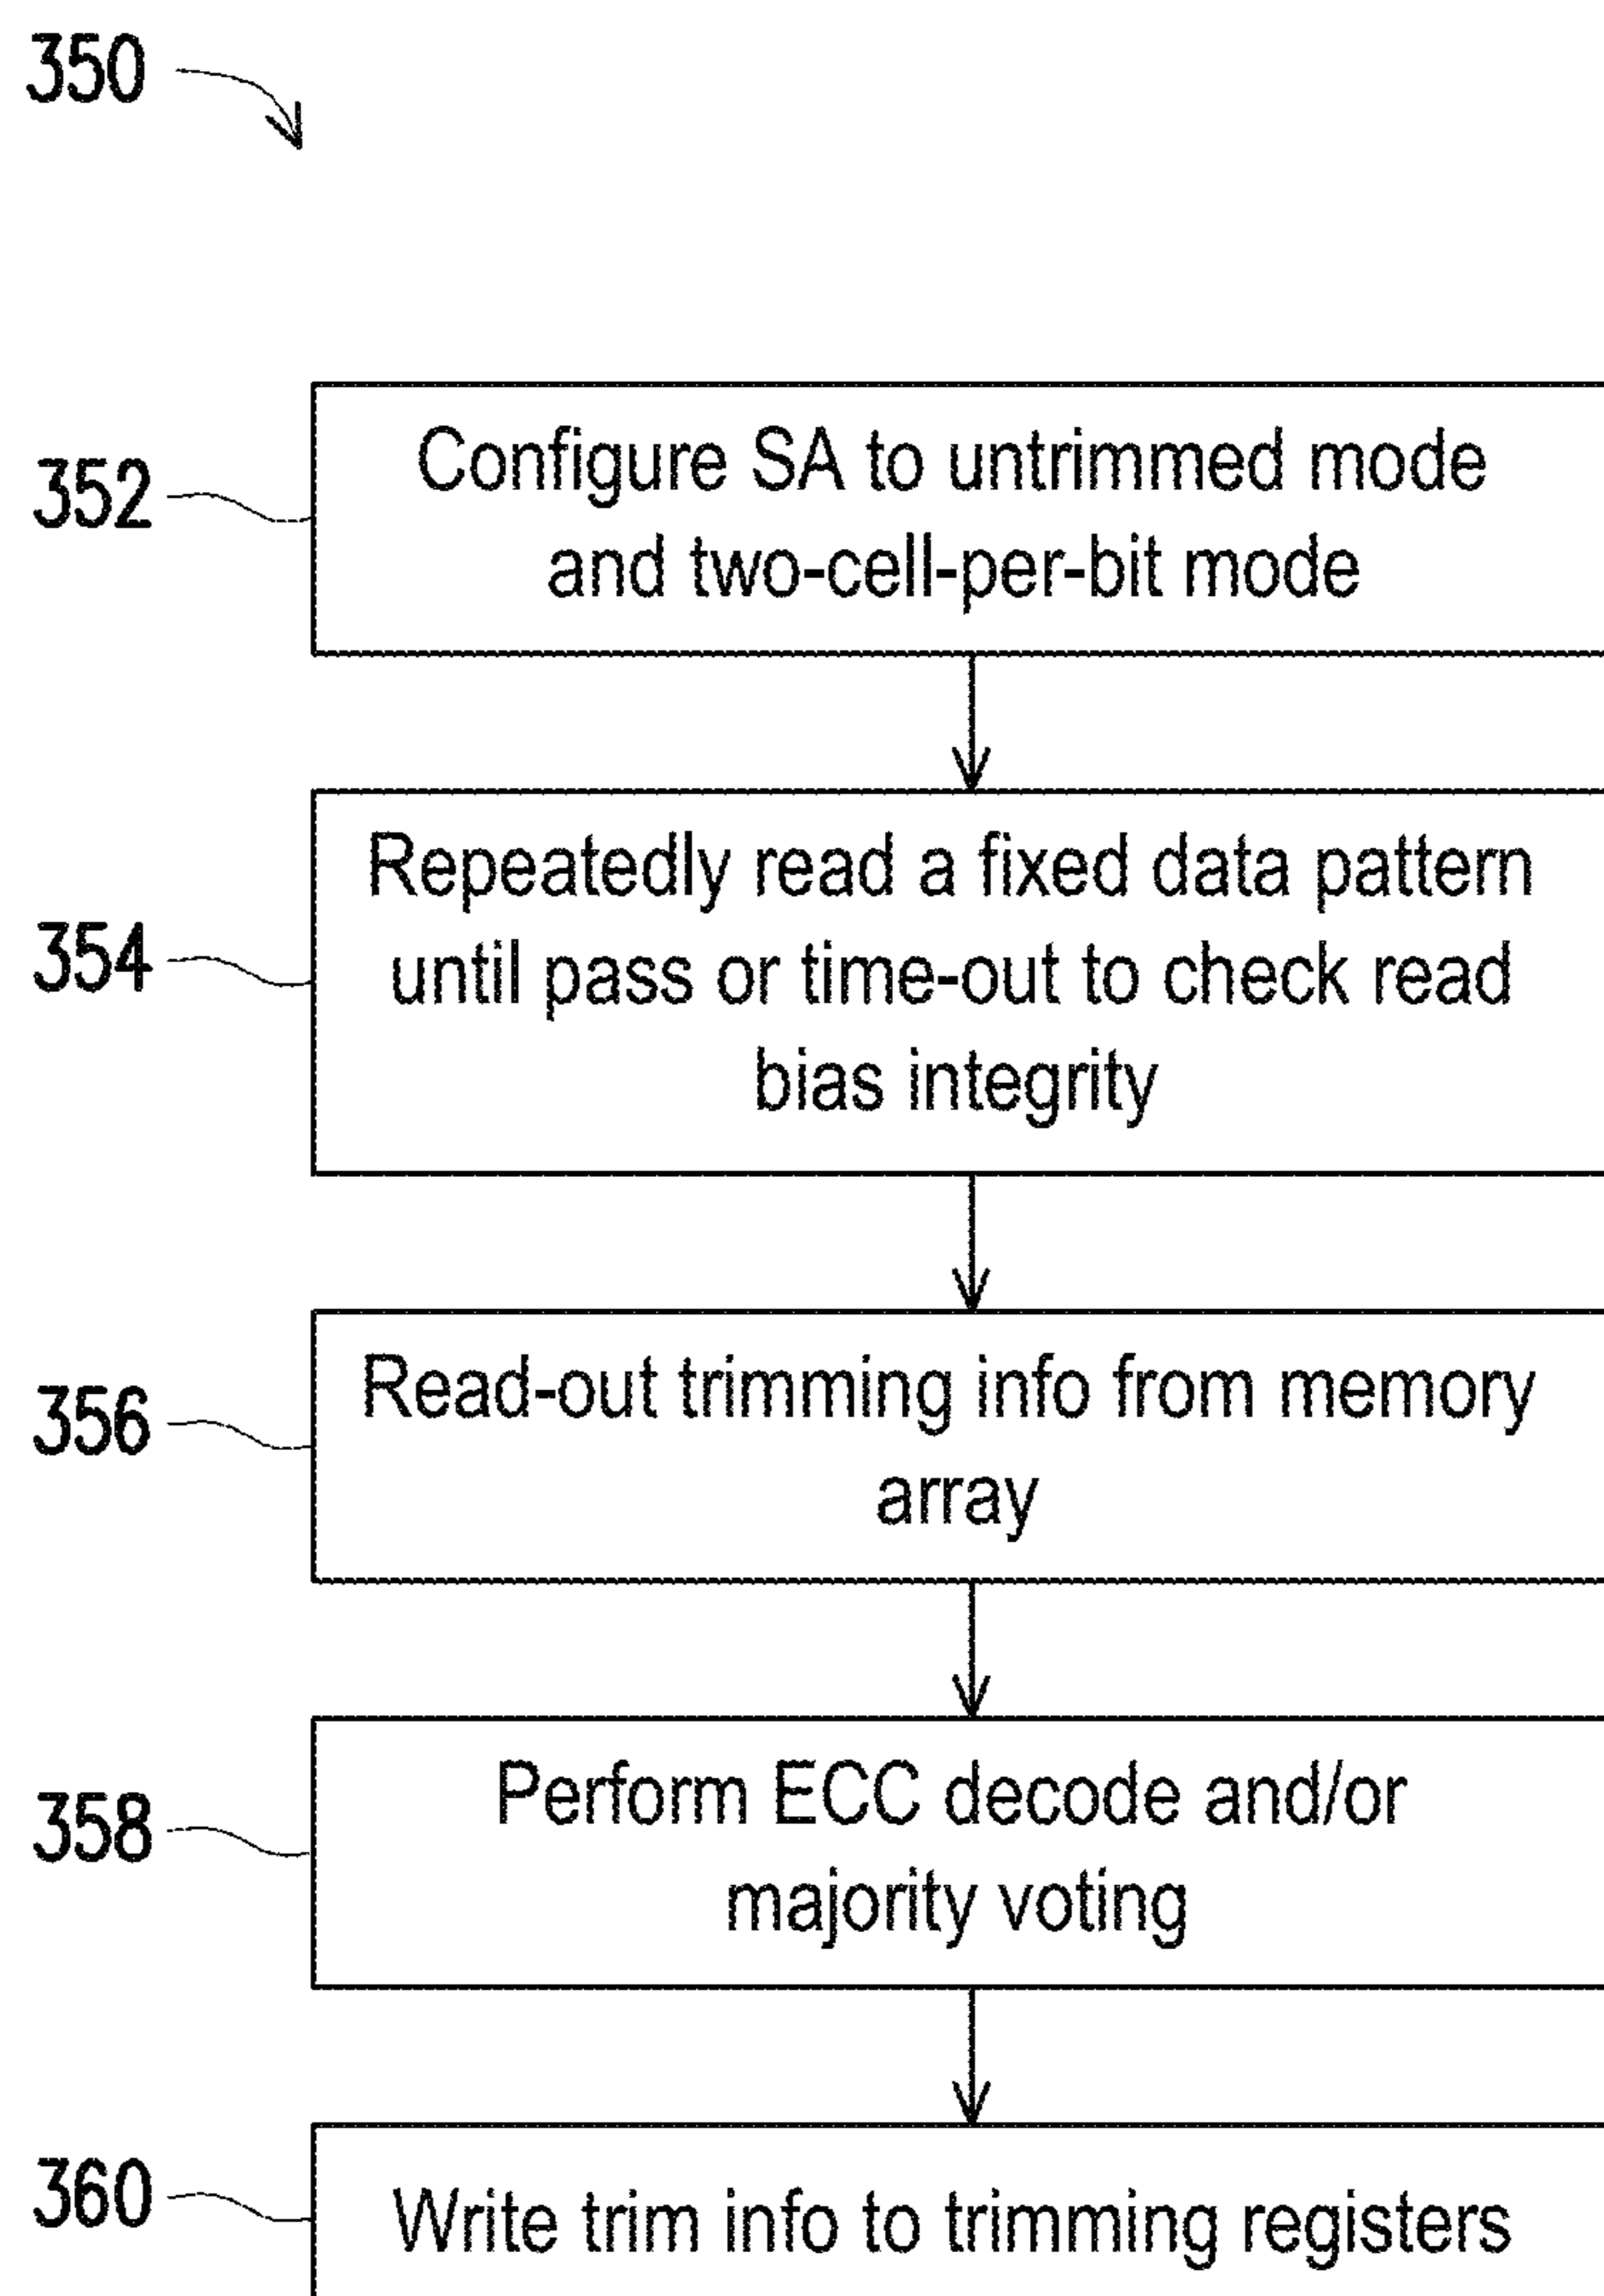 350
352
Configure SA to untrimmed mode
and two-cell-per-bit mode
354
Repeatedly read a fixed data pattern
until pass or time-out to check read
bias integrity
356
Read-out trimming info from memory
array
358
Perform ECC decode and/or
majority voting
360
Write trim info to trimming registers